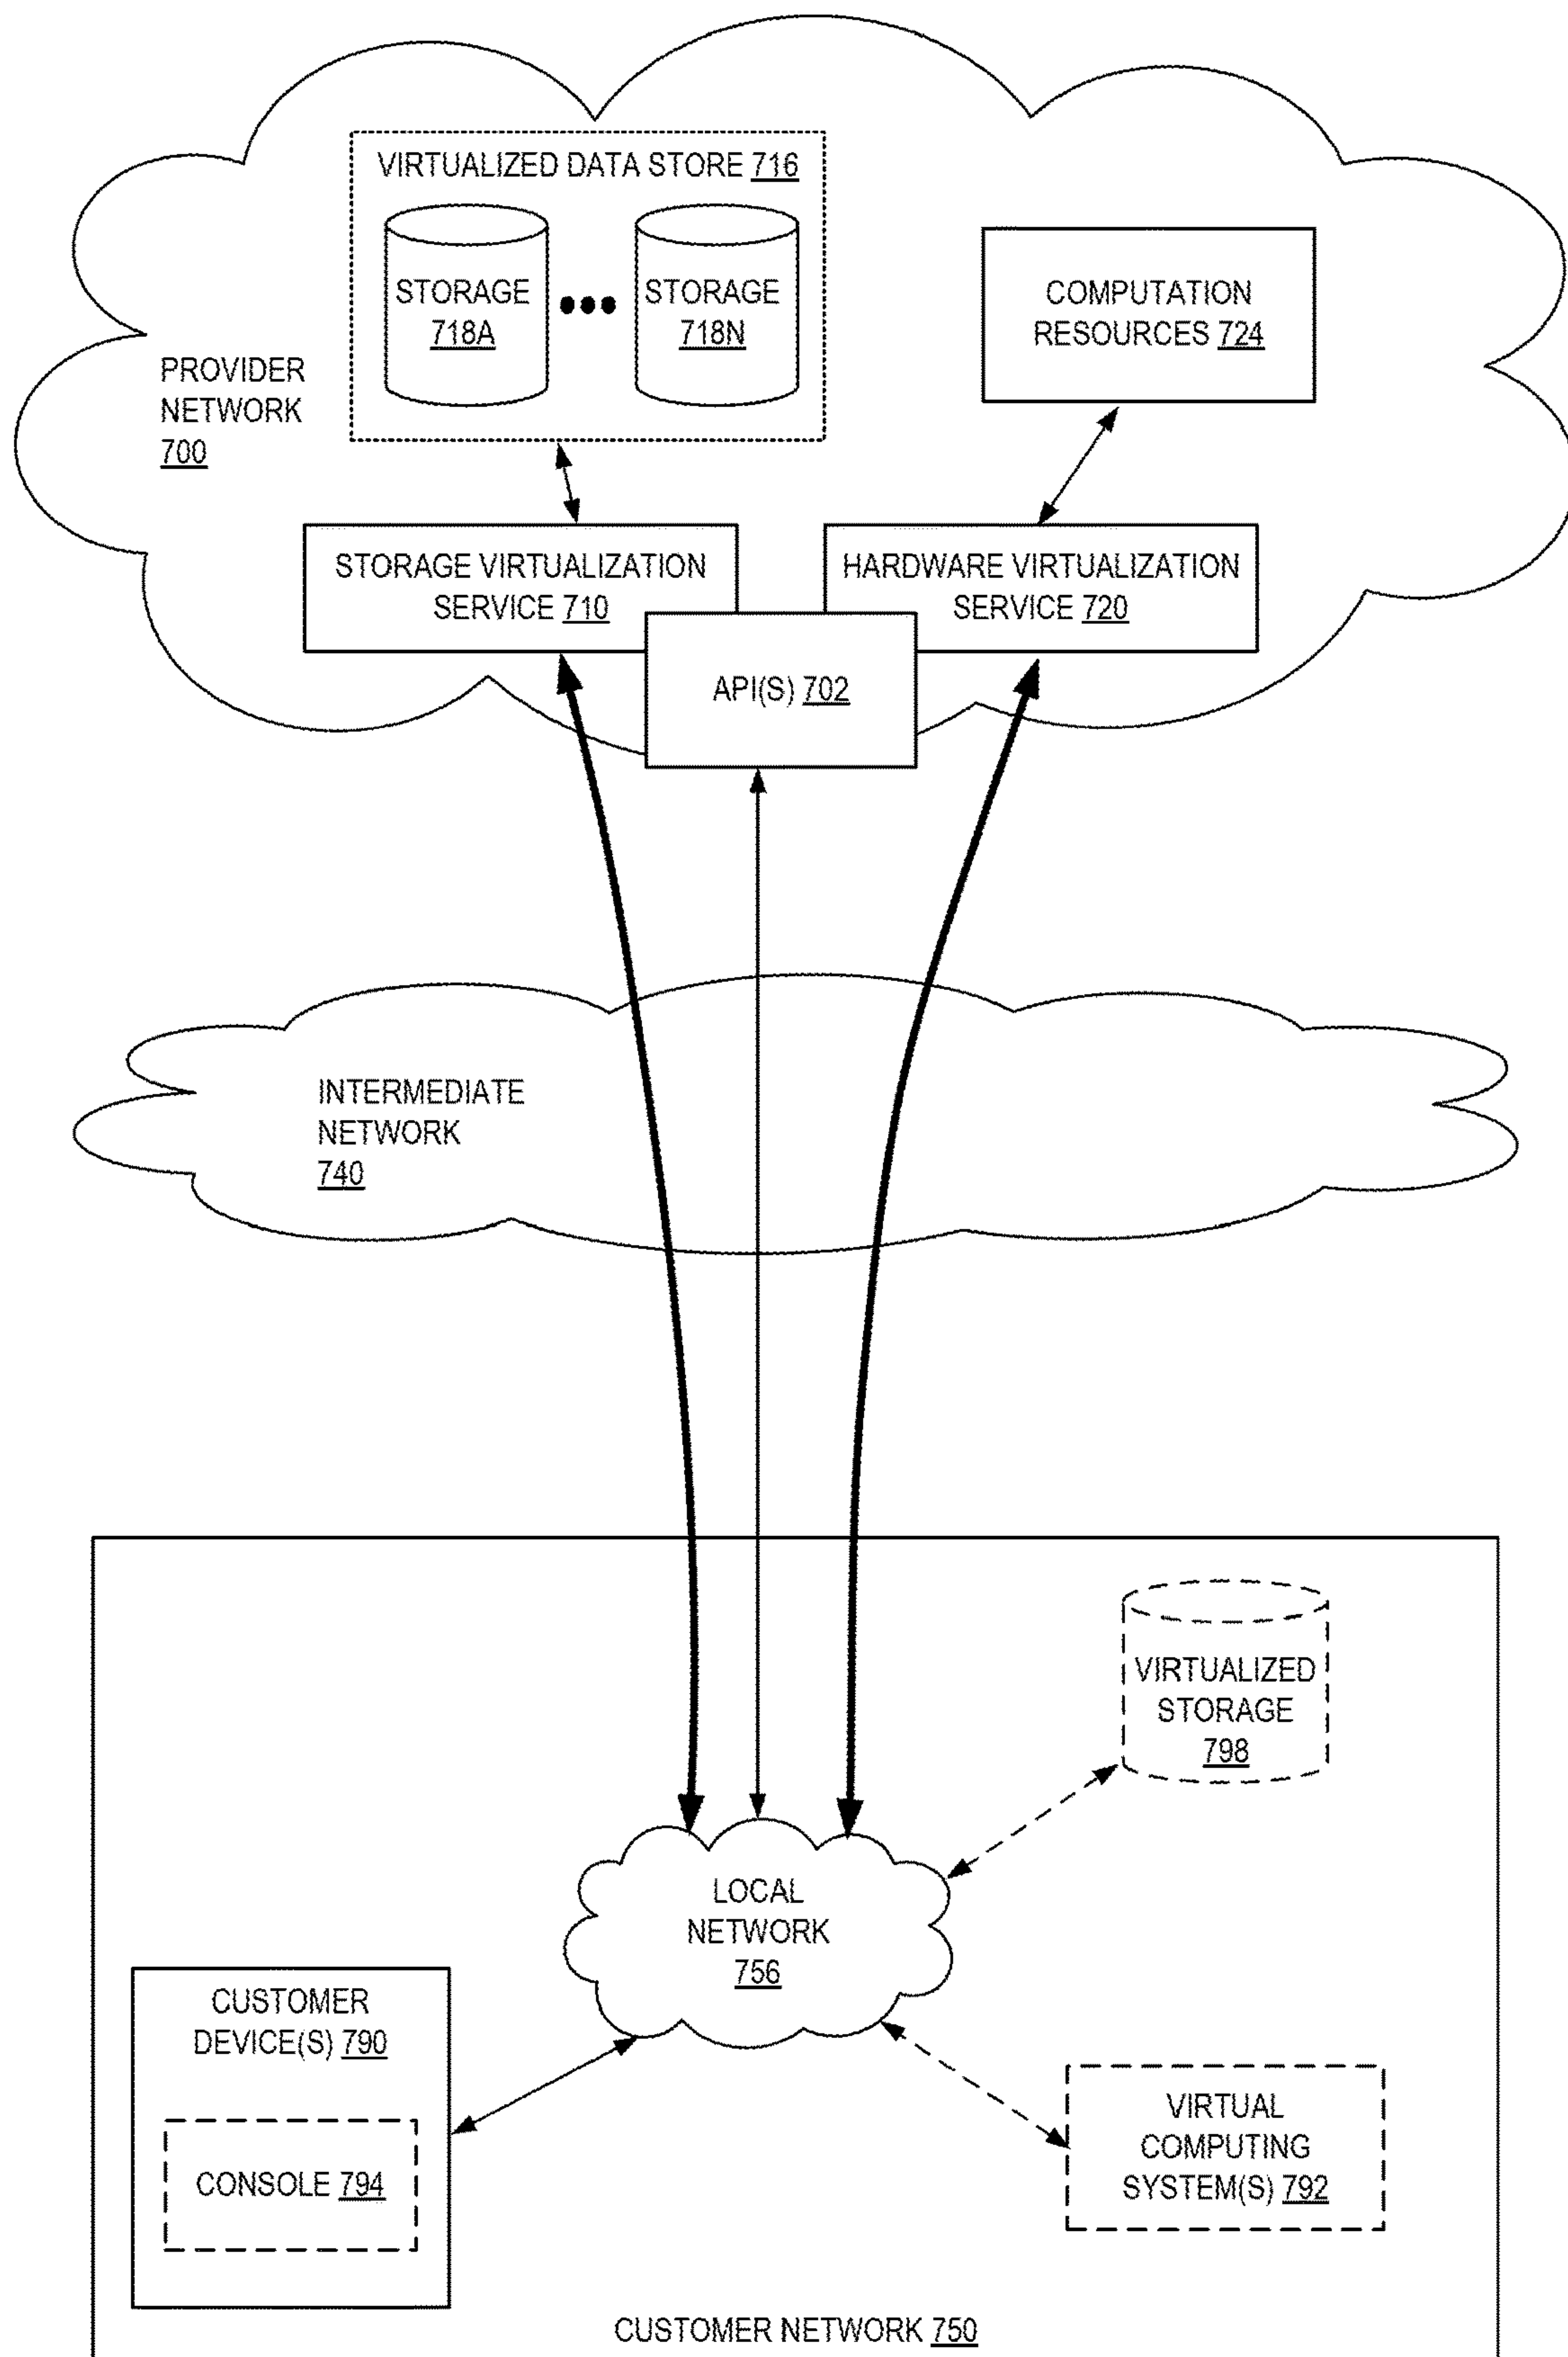 VIRTUALIZED DATA STORE 716
STORAGE
718A
STORAGE
718N
COMPUTATION
RESOURCES 724
PROVIDER
NETWORK
700
STORAGE VIRTUALIZATION
SERVICE 710
HARDWARE VIRTUALIZATION
SERVICE 720
API(S) 702
INTERMEDIATE
NETWORK
740
VIRTUALIZED
STORAGE
798
LOCAL
NETWORK
756
CUSTOMER
DEVICE(S) 790
CONSOLE 794
VIRTUAL
COMPUTING
SYSTEM(S) 792
CUSTOMER NETWORK 750